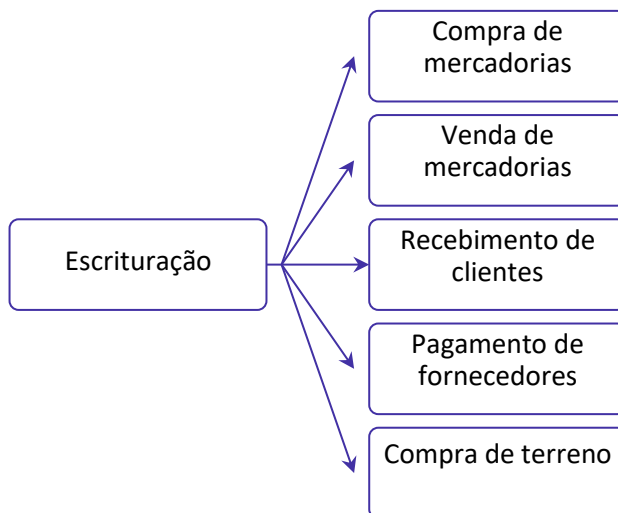 Compra de
mercadorias
Venda de
mercadorias
Escrituração
Recebimento de
clientes
Pagamento de
fornecedores
Compra de terreno